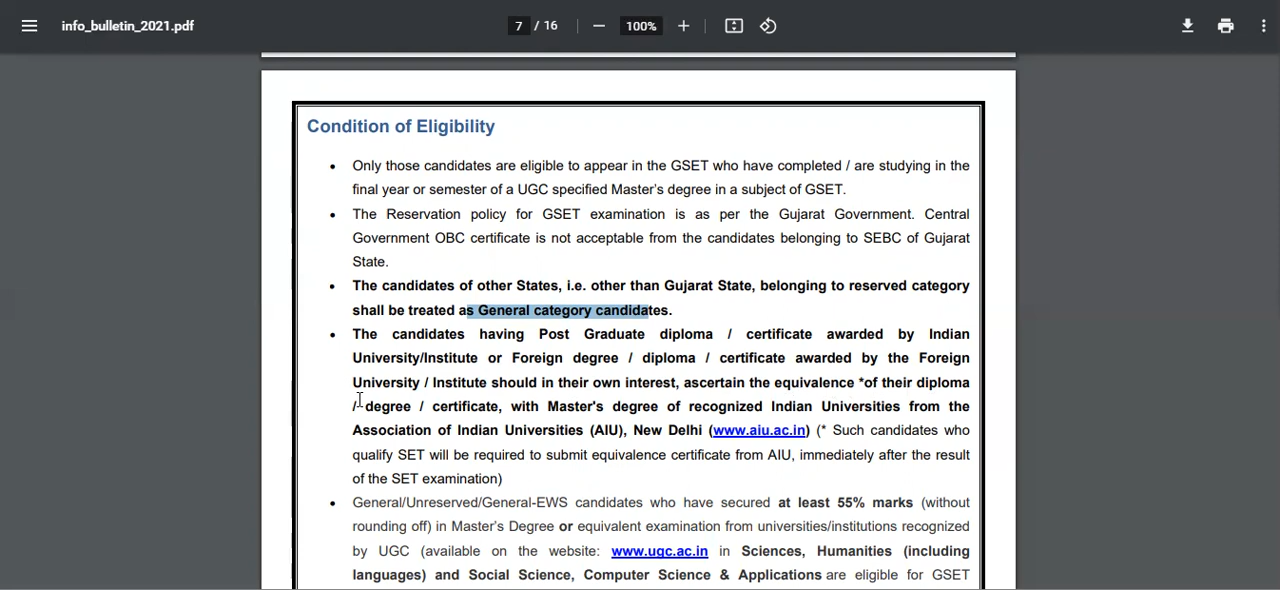 info_bulletin_2021.pdf
7 / 16
100%
Condition of Eligibility
• Only those candidates are eligible to appear in the GSET who have completed / are studying in the
final year or semester of a UGC specified Master's degree in a subject of GSET.
• The Reservation policy for GSET examination is as per the Gujarat Government. Central
Government OBC certificate is not acceptable from the candidates belonging to SEBC of Gujarat
State.
• The candidates of other States, i.e. other than Gujarat State, belonging to reserved category
shall be treated as General category candidates.
• The candidates having Post Graduate diploma / certificate awarded by Indian
University/Institute or Foreign degree / diploma / certificate awarded by the Foreign
University / Institute should in their own interest, ascertain the equivalence *of their diploma
/ degree / certificate, with Master's degree of recognized Indian Universities from the
Association of Indian Universities (AIU), New Delhi (www.aiu.ac.in) (* Such candidates who
qualify SET will be required to submit equivalence certificate from AIU, immediately after the result
of the SET examination)
• General/Unreserved/General-EWS candidates who have secured at least 55% marks (without
rounding off) in Master's Degree or equivalent examination from universities/institutions recognized
by UGC (available on the website: www.ugc.ac.in in Sciences, Humanities (including
languages) and Social Science, Computer Science & Applications are eligible for GSET